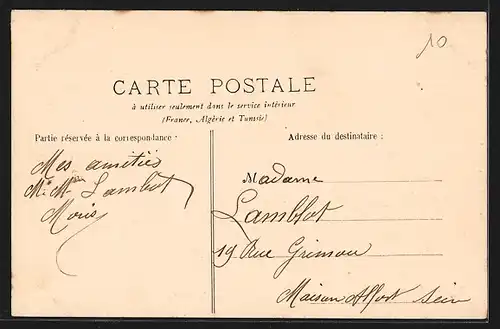 10
CARTE POSTALE
à utiliser seulement dans le service intérieur
(France, Algérie et Tunisie)
Partie réservée à la correspondance :
Adresse du destinataire :
Mes amitiés
Lambert
Madame
Lamblot
19 Rue Grimou
Maison Alfort Seine